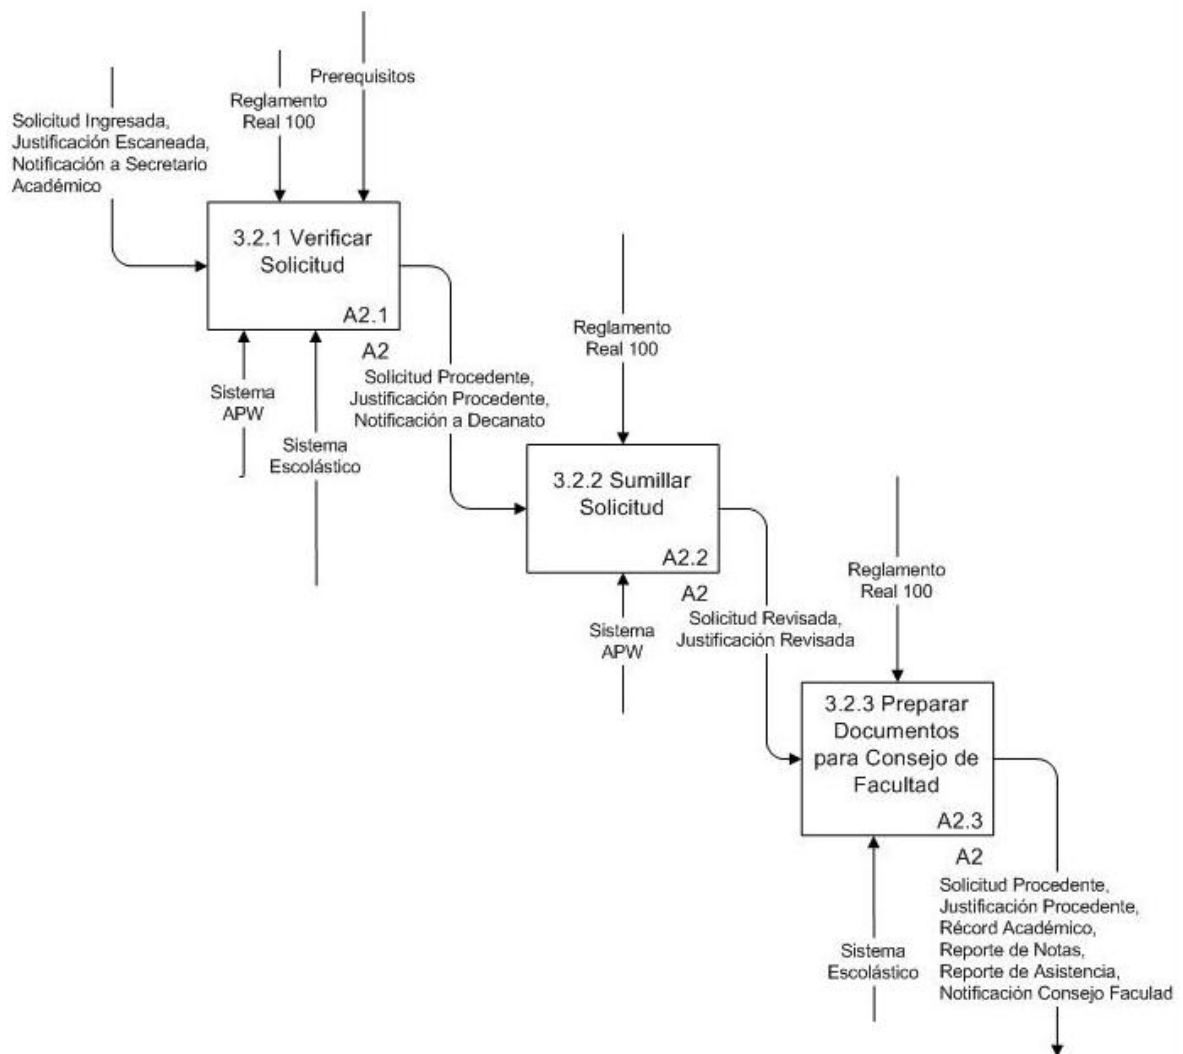 Prerequisitos
Reglamento
Real 100
Solicitud Ingresada,
Justificación Escaneada,
Notificación a Secretario
Académico
3.2.1 Verificar
Solicitud
A2.1
A2
Sistema
APW
Sistema
Escolástico
Solicitud Procedente,
Justificación Procedente,
Notificación a Decanato
Reglamento
Real 100
3.2.2 Sumillar
Solicitud
A2.2
A2
Sistema
APW
Solicitud Revisada,
Justificación Revisada
Reglamento
Real 100
3.2.3 Preparar
Documentos
para Consejo de
Facultad
A2.3
A2
Sistema
Escolástico
Solicitud Procedente,
Justificación Procedente,
Récord Académico,
Reporte de Notas,
Reporte de Asistencia,
Notificación Consejo Faculad